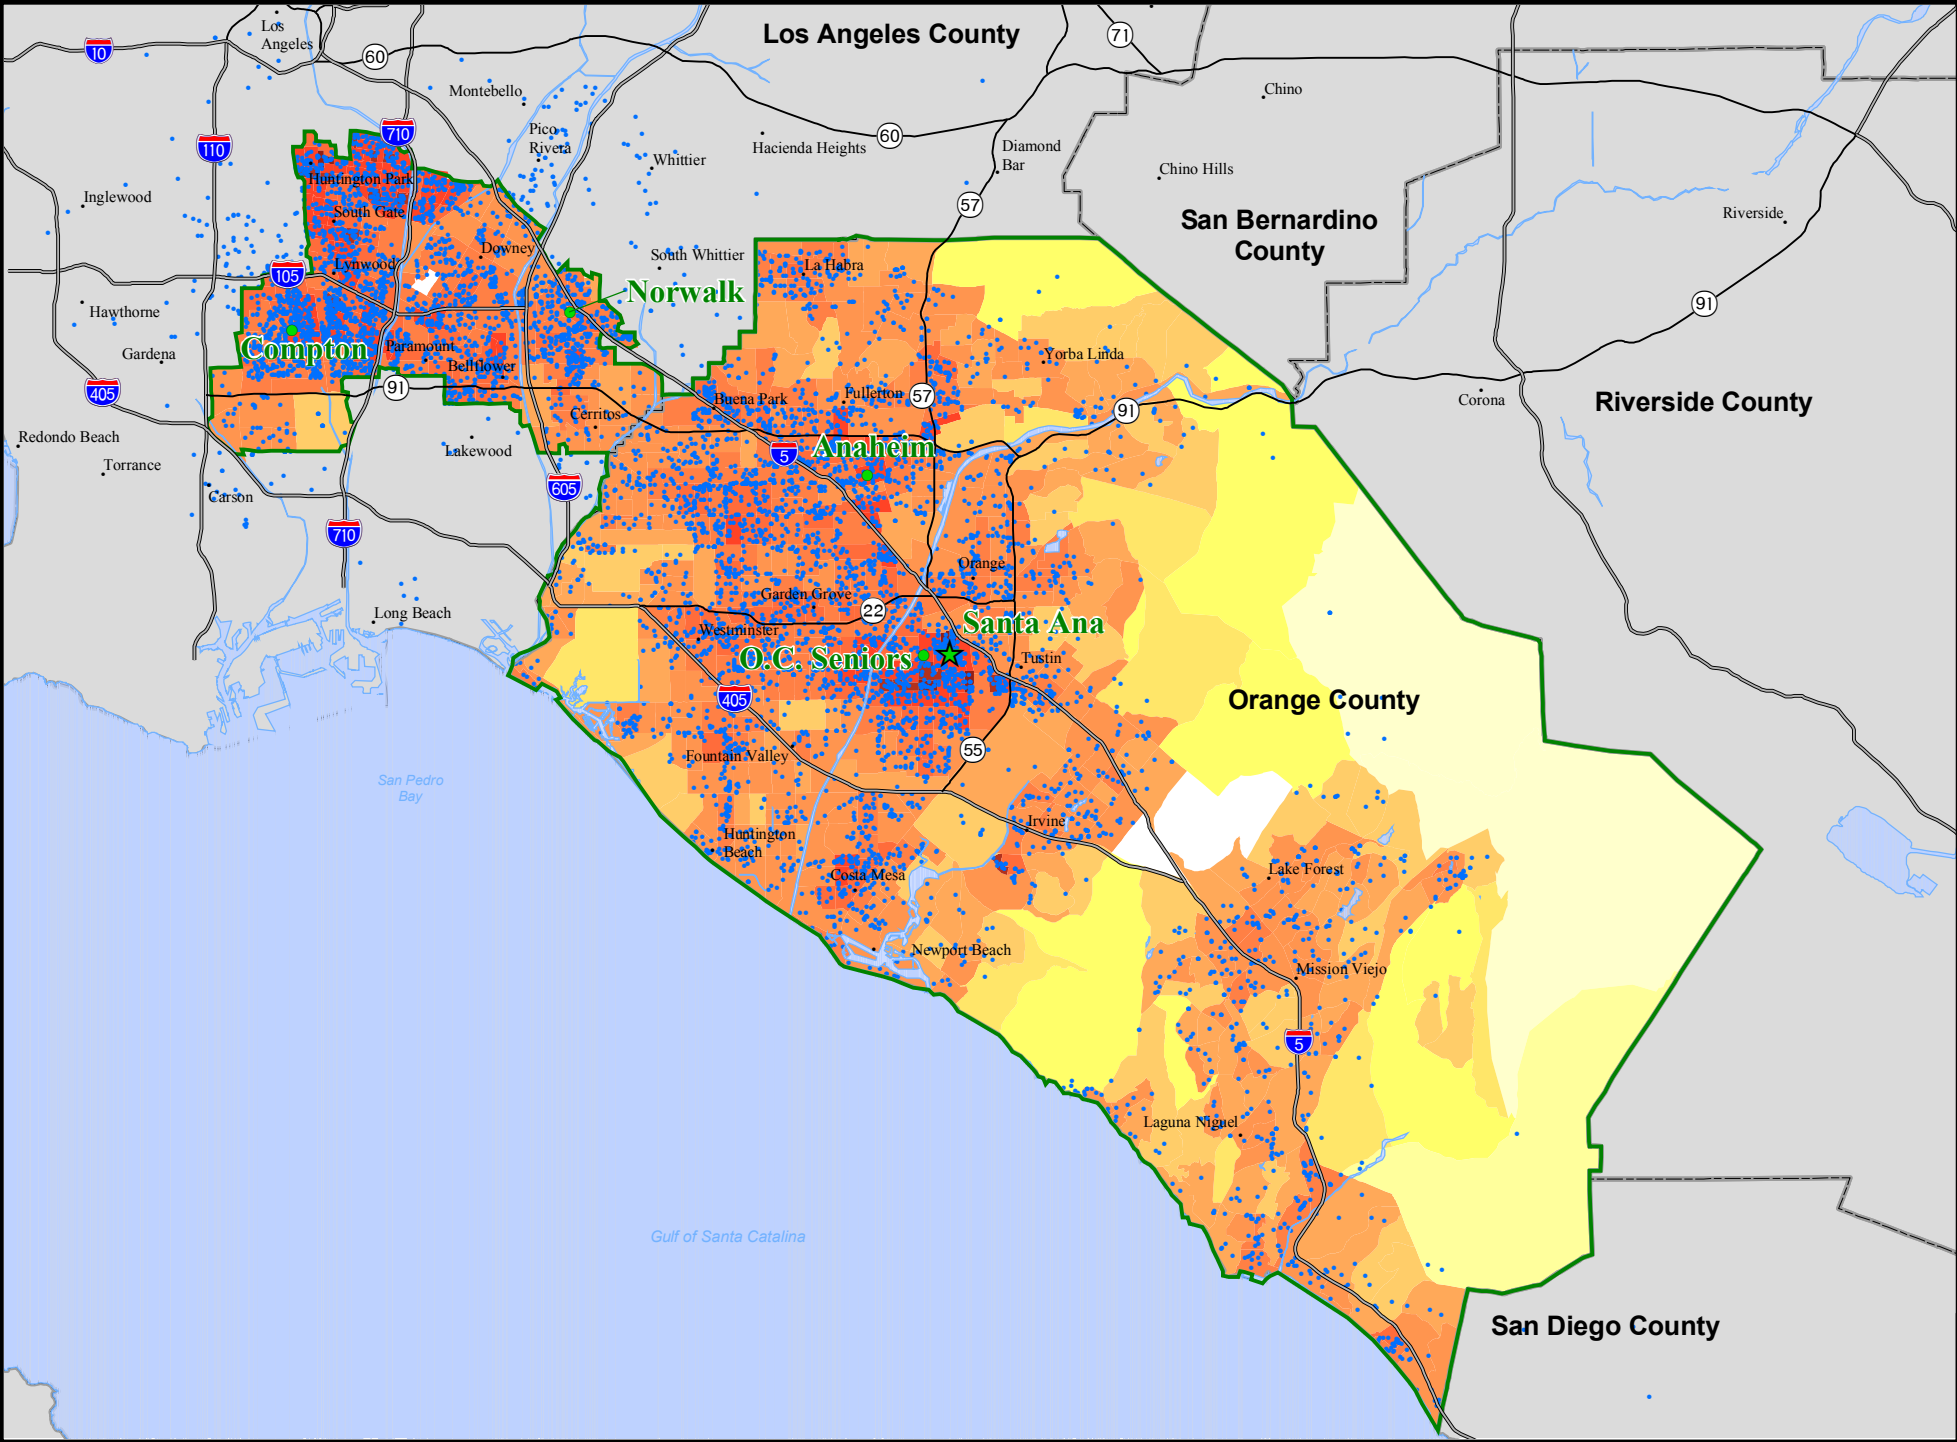 Los
Angeles
Los Angeles County
71
10
60
Montebello
Chino
Pico
Rivera
710
60
110
Hacienda Heights
Diamond
Bar
Whittier
Chino Hills
Huntington Park
Inglewood
57
South Gate
San Bernardino
County
Riverside
Downey
South Whittier
La Habra
Lynwood
105
Norwalk
91
Hawthorne
Compton
Paramount
Gardena
Yorba Linda
Bellflower
405
91
Buena Park
Fullerton
57
Corona
Riverside County
Cerritos
91
Redondo Beach
Lakewood
Anaheim
5
Torrance
605
Carson
710
Orange
Garden Grove
Long Beach
22
Santa Ana
Westminster
O.C. Seniors
Tustin
405
Orange County
Fountain Valley
55
San Pedro
Bay
Irvine
Huntington
Beach
Costa Mesa
Lake Forest
Newport Beach
Mission Viejo
5
Laguna Niguel
Gulf of Santa Catalina
San Diego County